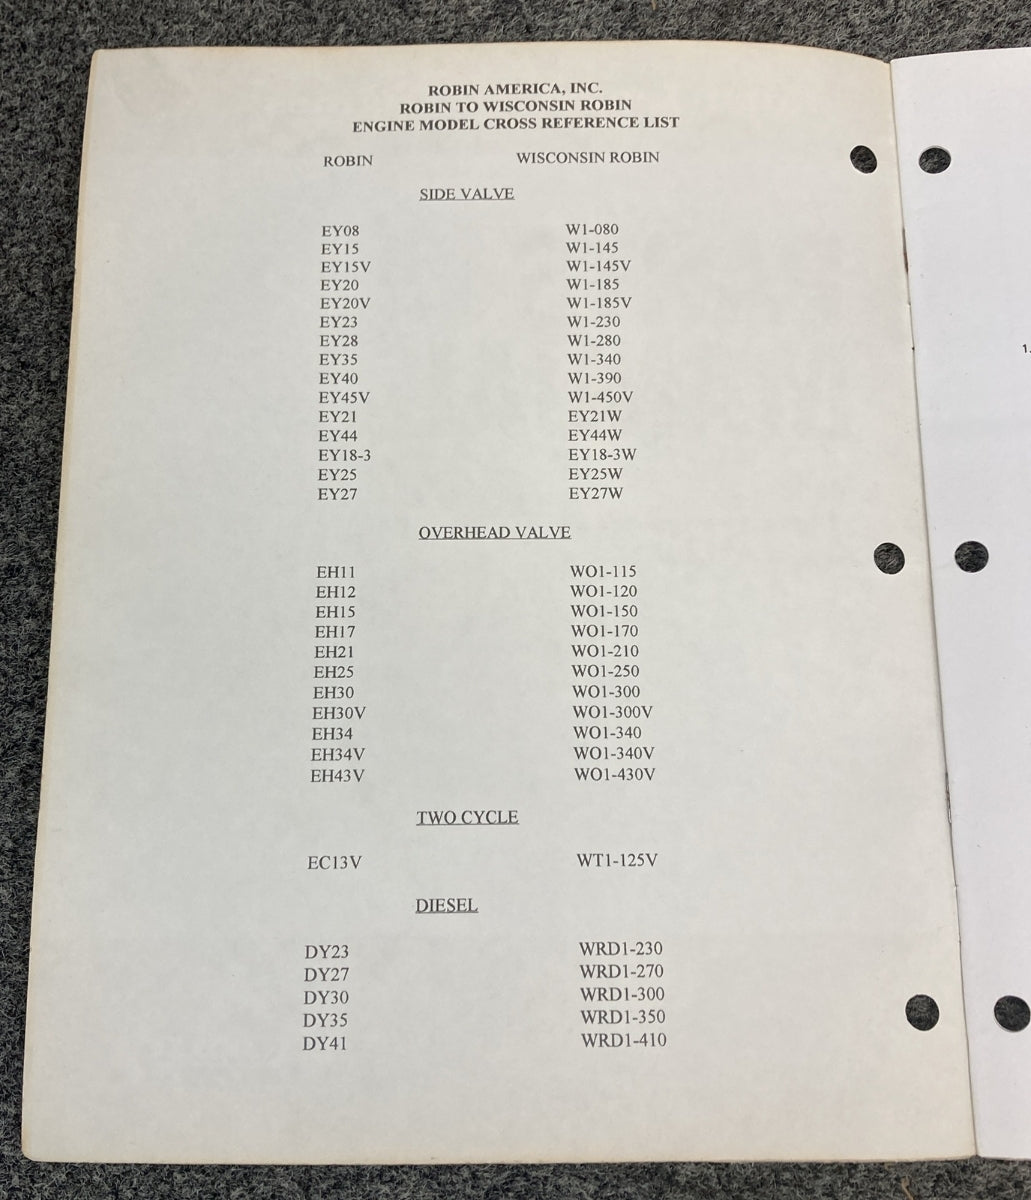 ROBIN AMERICA, INC.
ROBIN TO WISCONSIN ROBIN
ENGINE MODEL CROSS REFERENCE LIST
ROBIN WISCONSIN ROBIN
SIDE VALVE
EY08 W1-080
EY15 W1-145
EY15V W1-145V
EY20 W1-185
EY20V W1-185V
EY23 W1-230
EY28 W1-280
EY35 W1-340
EY40 W1-390
EY45V W1-450V
EY21 EY21W
EY44 EY44W
EY18-3 EY18-3W
EY25 EY25W
EY27 EY27W
OVERHEAD VALVE
EH11 WO1-115
EH12 WO1-120
EH15 WO1-150
EH17 WO1-170
EH21 WO1-210
EH25 WO1-250
EH30 WO1-300
EH30V WO1-300V
EH34 WO1-340
EH34V WO1-340V
EH43V WO1-430V
TWO CYCLE
EC13V WT1-125V
DIESEL
DY23 WRD1-230
DY27 WRD1-270
DY30 WRD1-300
DY35 WRD1-350
DY41 WRD1-410
1.